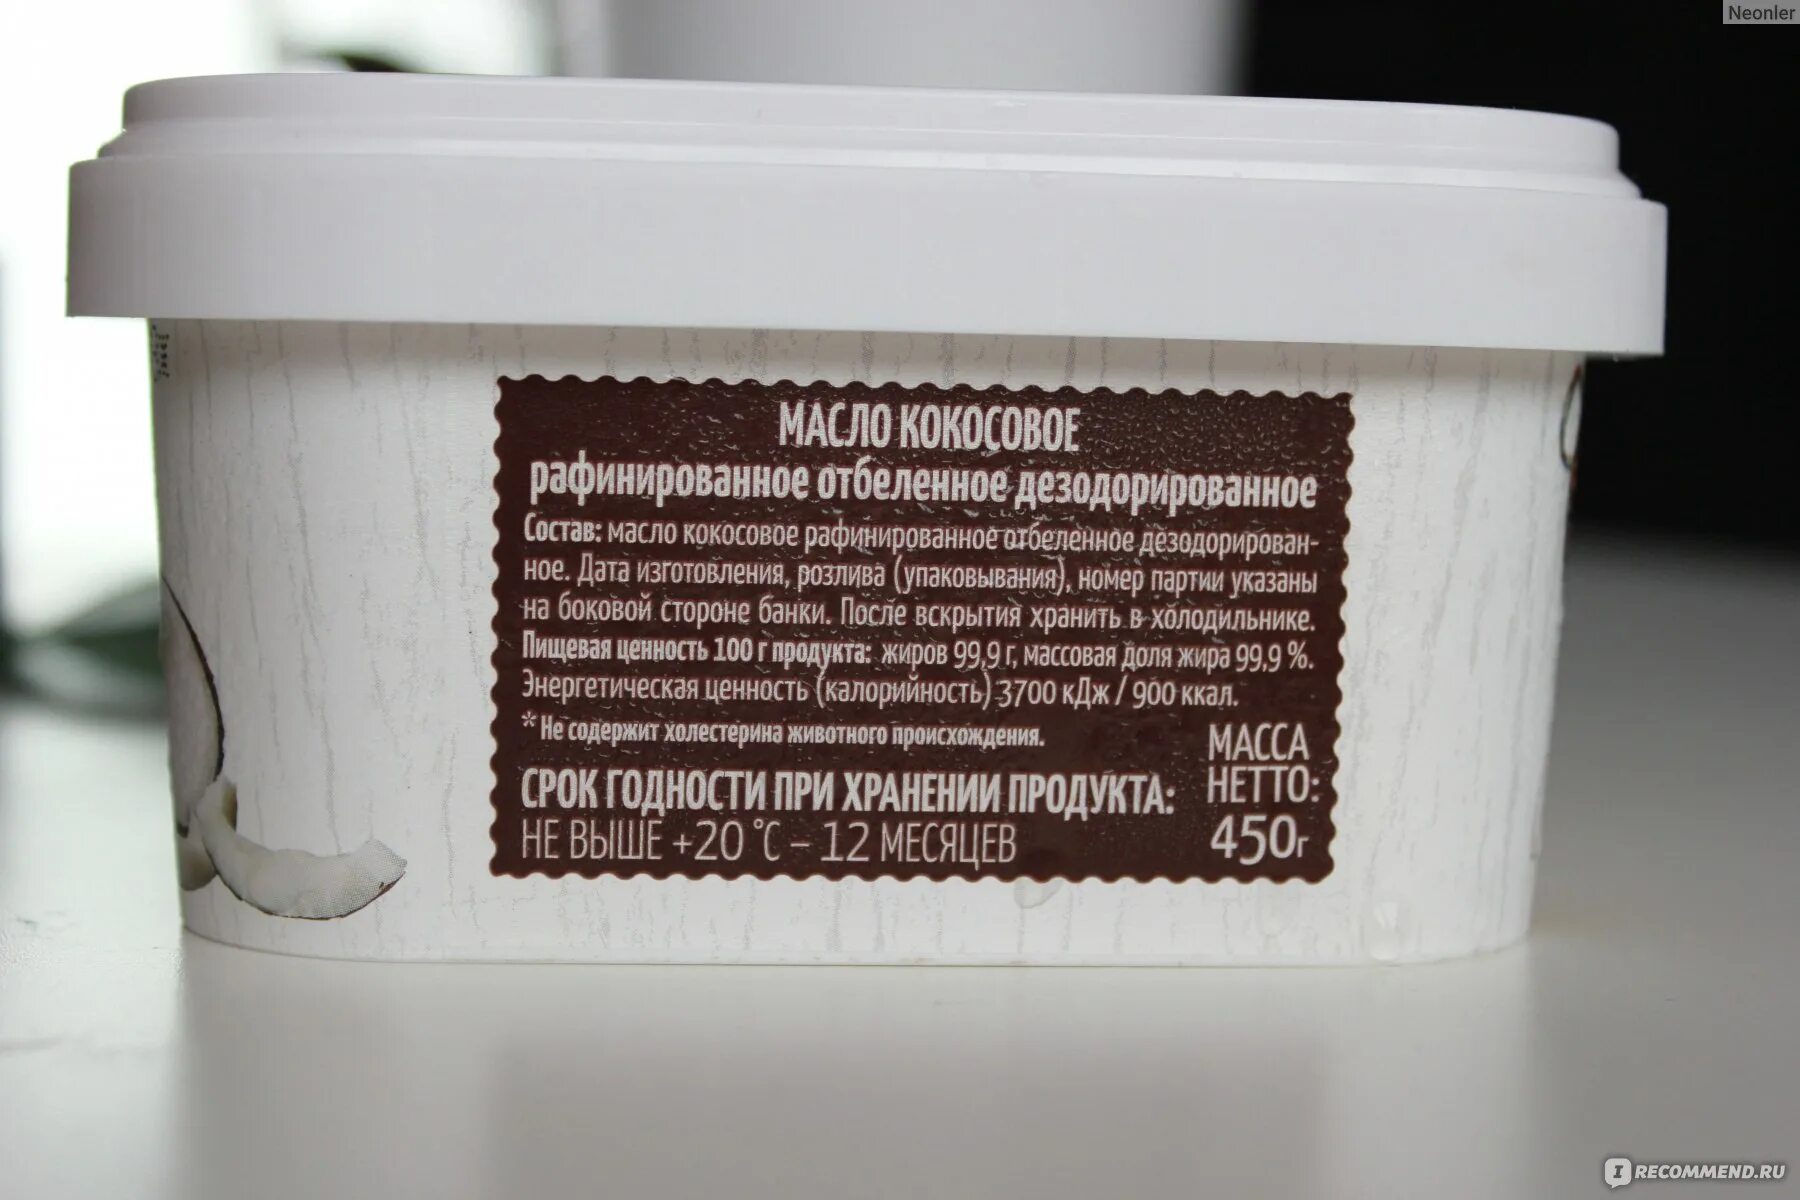 Neonler
МАСЛО КОКОСОВОЕ
рафинированное отбеленное дезодорированное
Состав: масло кокосовое рафинированное отбеленное дезодорирован-
ное. Дата изготовления, розлива (упаковывания), номер партии указаны
на боковой стороне банки. После вскрытия хранить в холодильнике.
Пищевая ценность 100 г продукта: жиров 99,9 г, массовая доля жира 99,9 %.
Энергетическая ценность (калорийность) 3700 кДж / 900 ккал.
* Не содержит холестерина животного происхождения.
СРОК ГОДНОСТИ ПРИ ХРАНЕНИИ ПРОДУКТА:
НЕ ВЫШЕ +20 °С – 12 МЕСЯЦЕВ
МАССА
НЕТТО:
450г
I RECOMMEND.RU